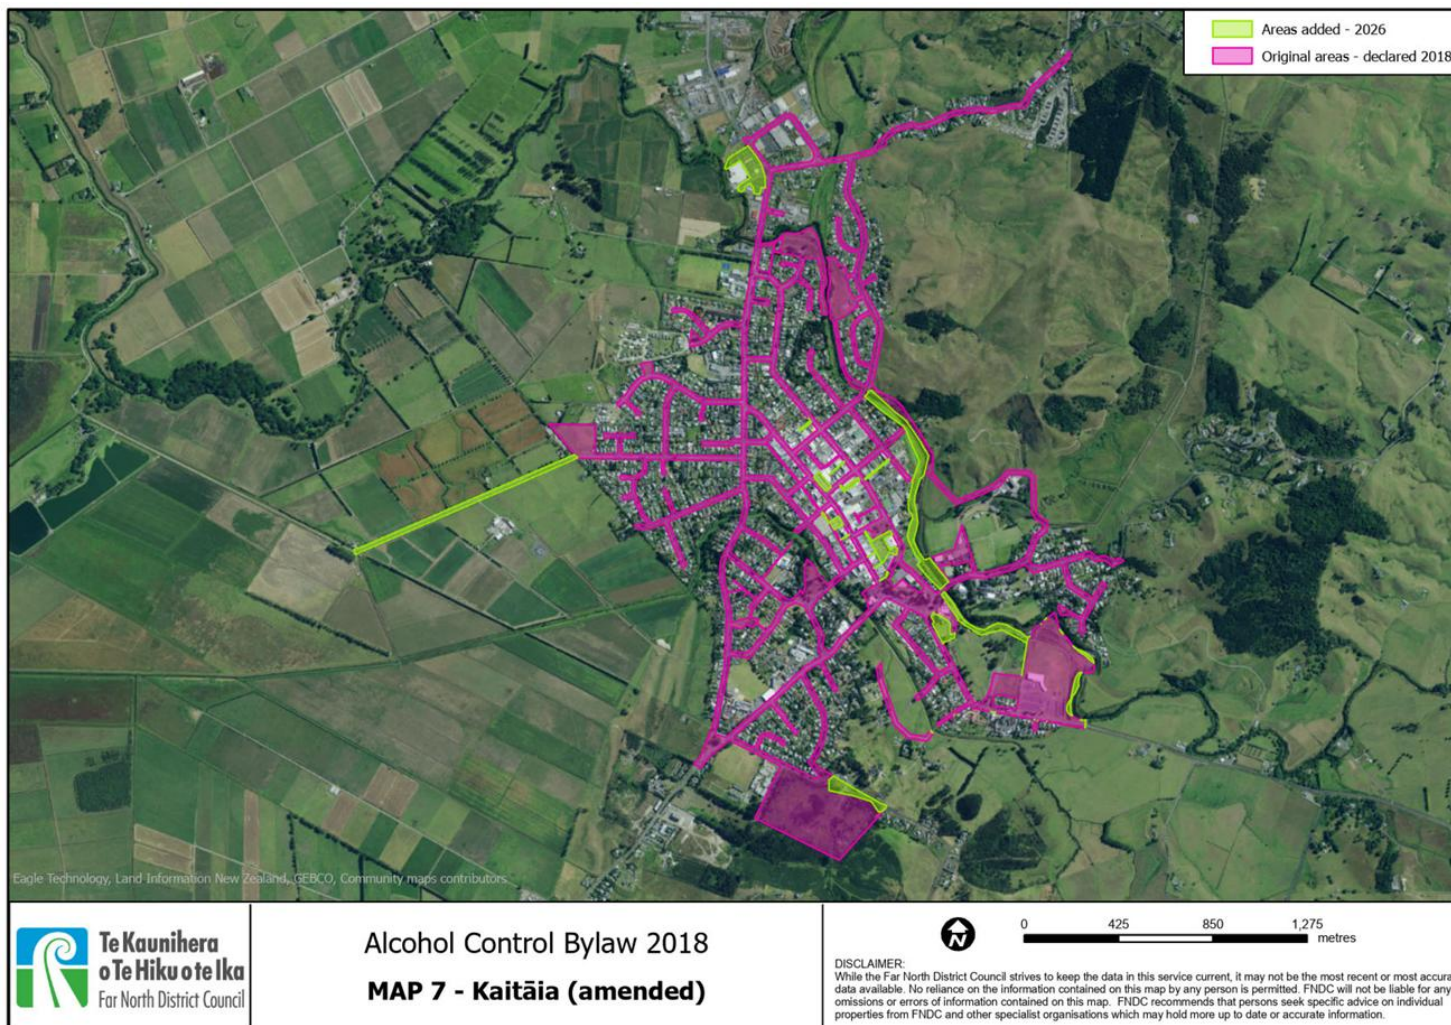 Areas added - 2026
Original areas - declared 2018
Eagle Technology, Land Information New Zealand, GEBCO, Community maps contributors
Te Kaunihera
o Te Hiku o te Ika
Far North District Council
Alcohol Control Bylaw 2018
MAP 7 - Kaitāia (amended)
N
0 425 850 1,275
metres
DISCLAIMER:
While the Far North District Council strives to keep the data in this service current, it may not be the most recent or most accura
data available. No reliance on the information contained on this map by any person is permitted. FNDC will not be liable for any
omissions or errors of information contained on this map. FNDC recommends that persons seek specific advice on individual
properties from FNDC and other specialist organisations which may hold more up to date or accurate information.